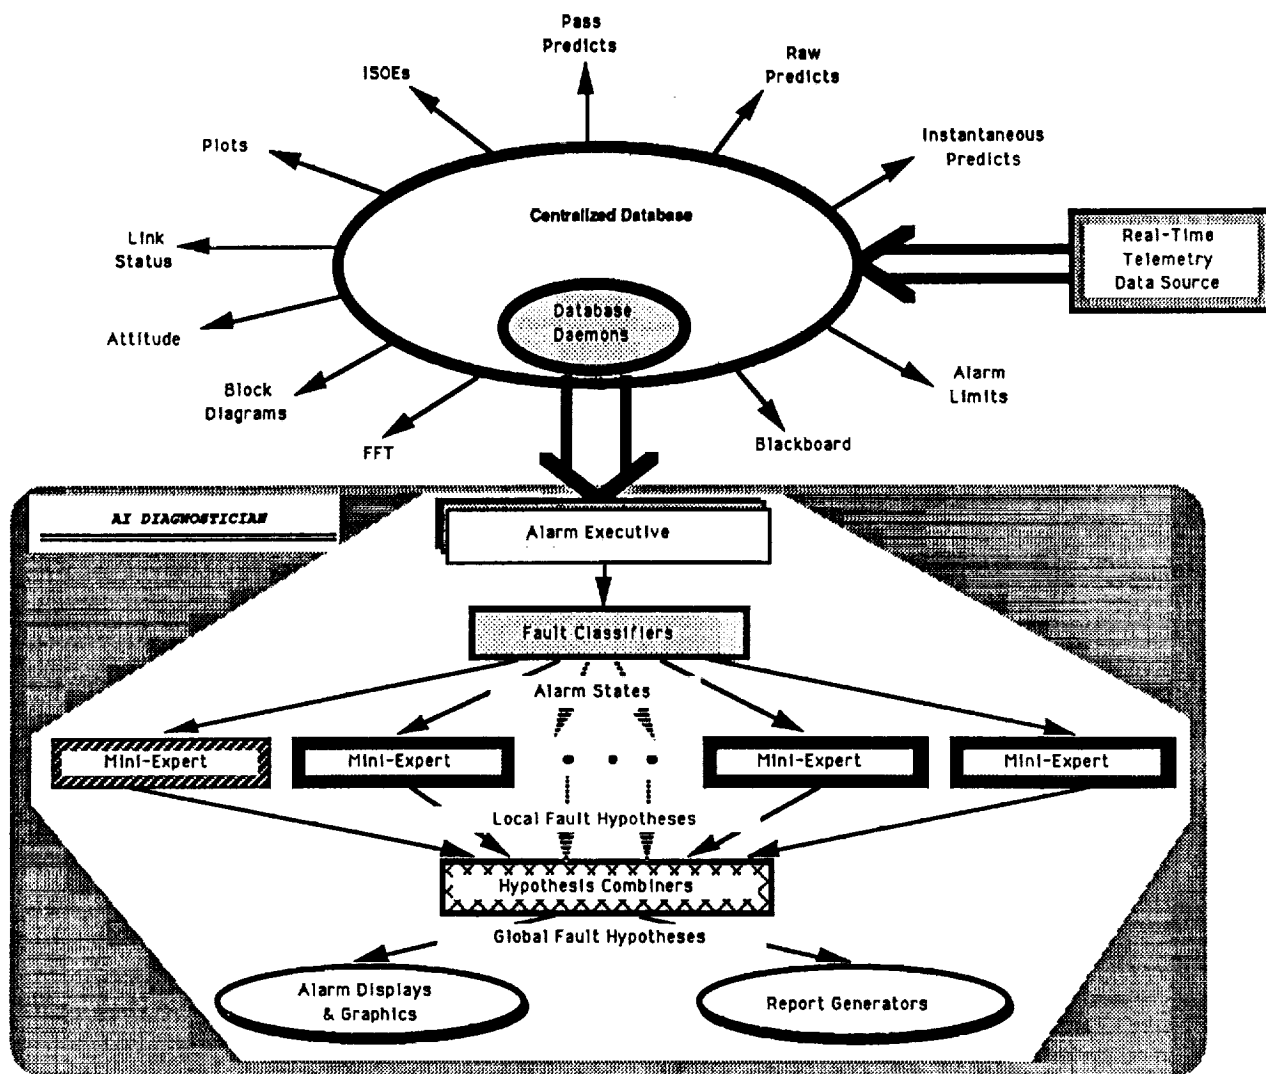 Pass
Predicts
Raw
Predicts
ISOEs
Instantaneous
Predicts
Plots
Centralized Database
Link
Status
Real-Time
Telemetry
Data Source
Database
Daemons
Attitude
Alarm
Limits
Block
Diagrams
FFT
Blackboard
AI DIAGNOSTICIAN
Alarm Executive
Fault Classifiers
Alarm States
Mini-Expert
Mini-Expert
Mini-Expert
Mini-Expert
Local Fault Hypotheses
Hypothesis Combiners
Global Fault Hypotheses
Alarm Displays
& Graphics
Report Generators